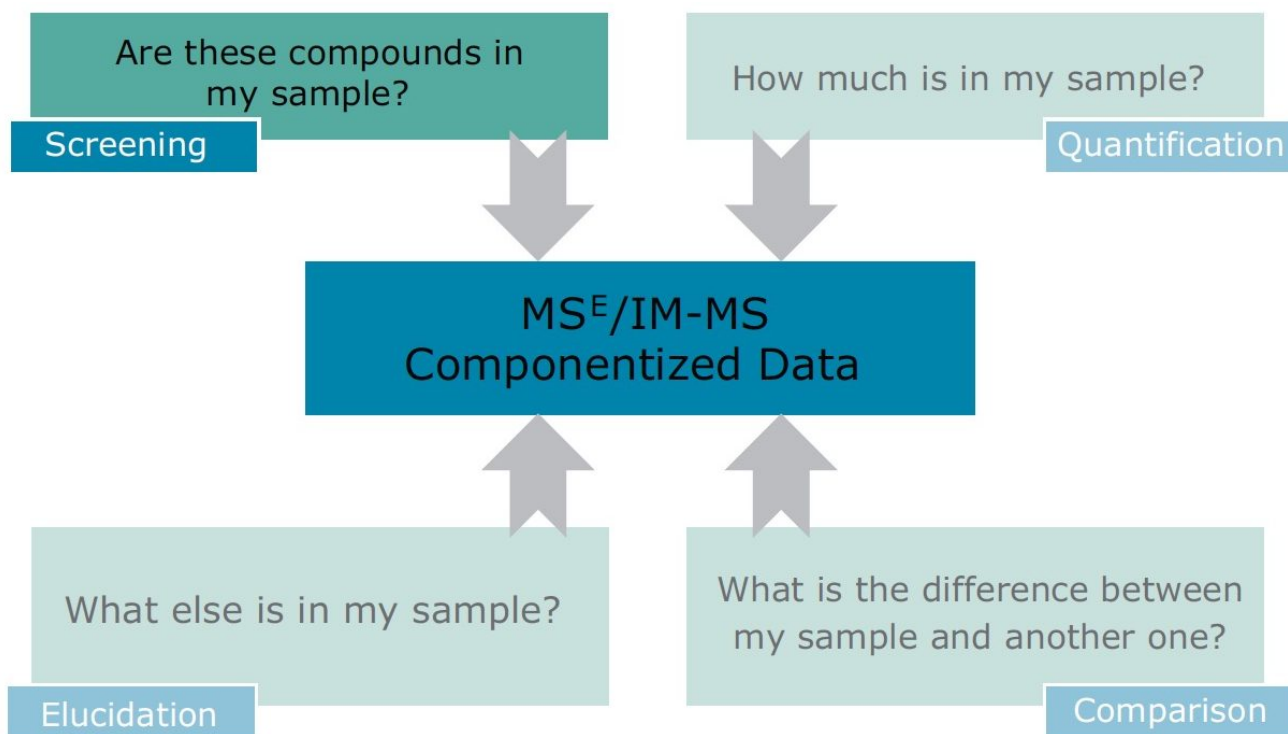 Are these compounds in
my sample?
Screening
How much is in my sample?
Quantification
MSᴱ/IM-MS
Componentized Data
What else is in my sample?
Elucidation
What is the difference between
my sample and another one?
Comparison